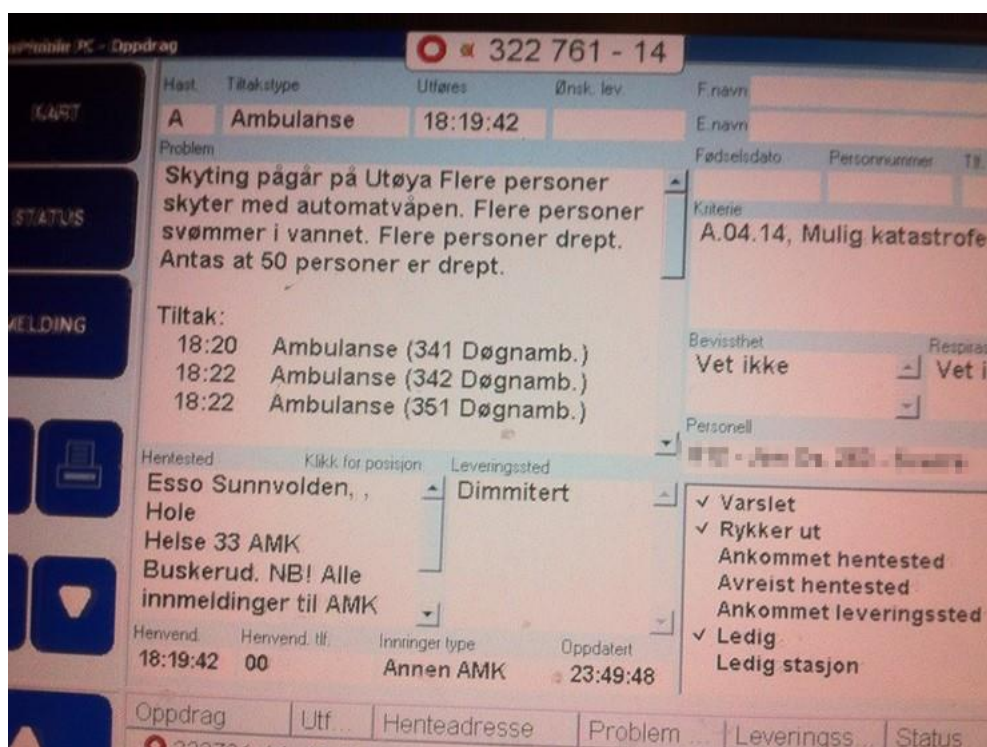 PC - Oppdrag
322 761 - 14
KART
STATUS
MELDING
Hast. Tiltakstype Utføres Ønsk. lev.
A Ambulanse 18:19:42
Problem
Skyting pågår på Utøya Flere personer
skyter med automatvåpen. Flere personer
svømmer i vannet. Flere personer drept.
Antas at 50 personer er drept.
Tiltak:
18:20 Ambulanse (341 Døgnamb.)
18:22 Ambulanse (342 Døgnamb.)
18:22 Ambulanse (351 Døgnamb.)
F.navn
E.navn
Fødselsdato Personnummer Tlf.
Kriterie
A.04.14, Mulig katastrofe
Bevissthet Respiras
Vet ikke Vet i
Personell
Hentested Klikk for posisjon Leveringssted
Esso Sunnvolden, ,
Hole
Helse 33 AMK
Buskerud. NB! Alle
innmeldinger til AMK
Dimmitert
✓ Varslet
✓ Rykker ut
Ankommet hentested
Avreist hentested
Ankommet leveringssted
✓ Ledig
Ledig stasjon
Henvend. Henvend. tlf. Innringer type Oppdatert
18:19:42 00 Annen AMK 23:49:48
Oppdrag Utf... Henteadresse Problem ... Leveringss... Status